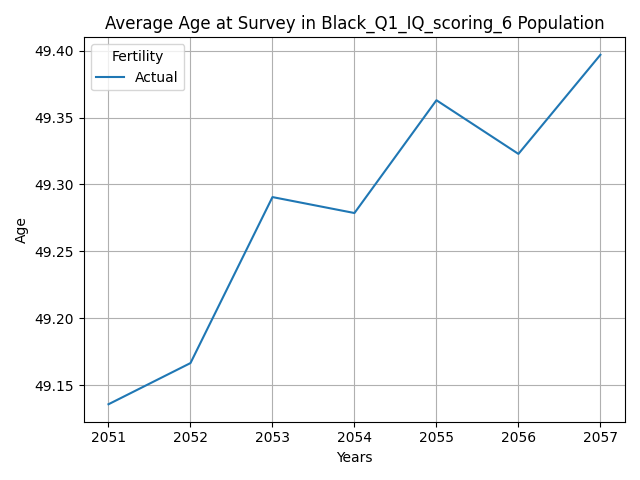 Average Age at Survey in Black_Q1_IQ_scoring_6 Population
Fertility
Actual
49.40
49.35
49.30
49.25
49.20
49.15
Age
2051 2052 2053 2054 2055 2056 2057
Years